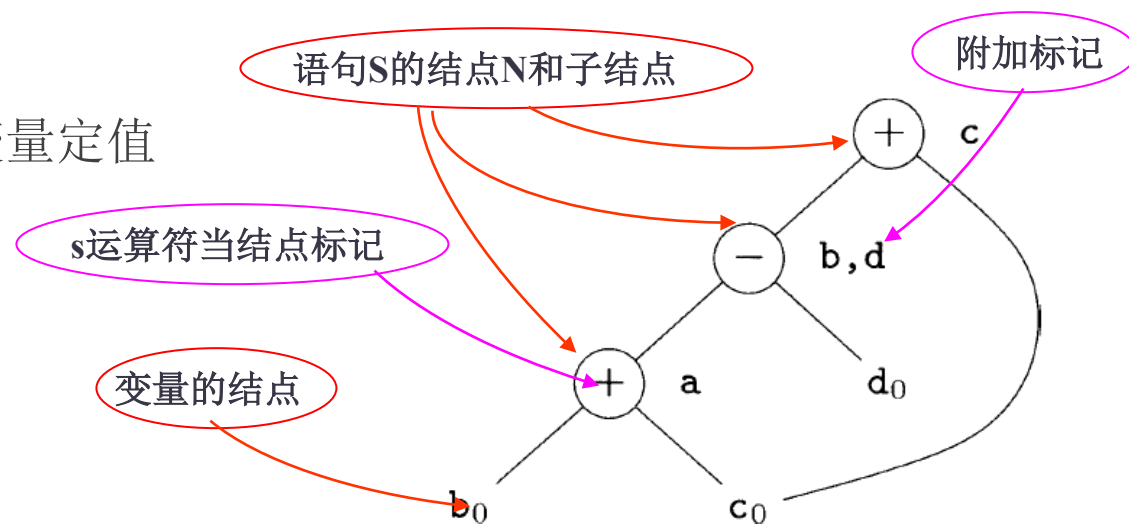 语句S的结点N和子结点
附加标记
量定值
+ c
s运算符当结点标记
− b,d
变量的结点
+ a
d₀
b₀
c₀